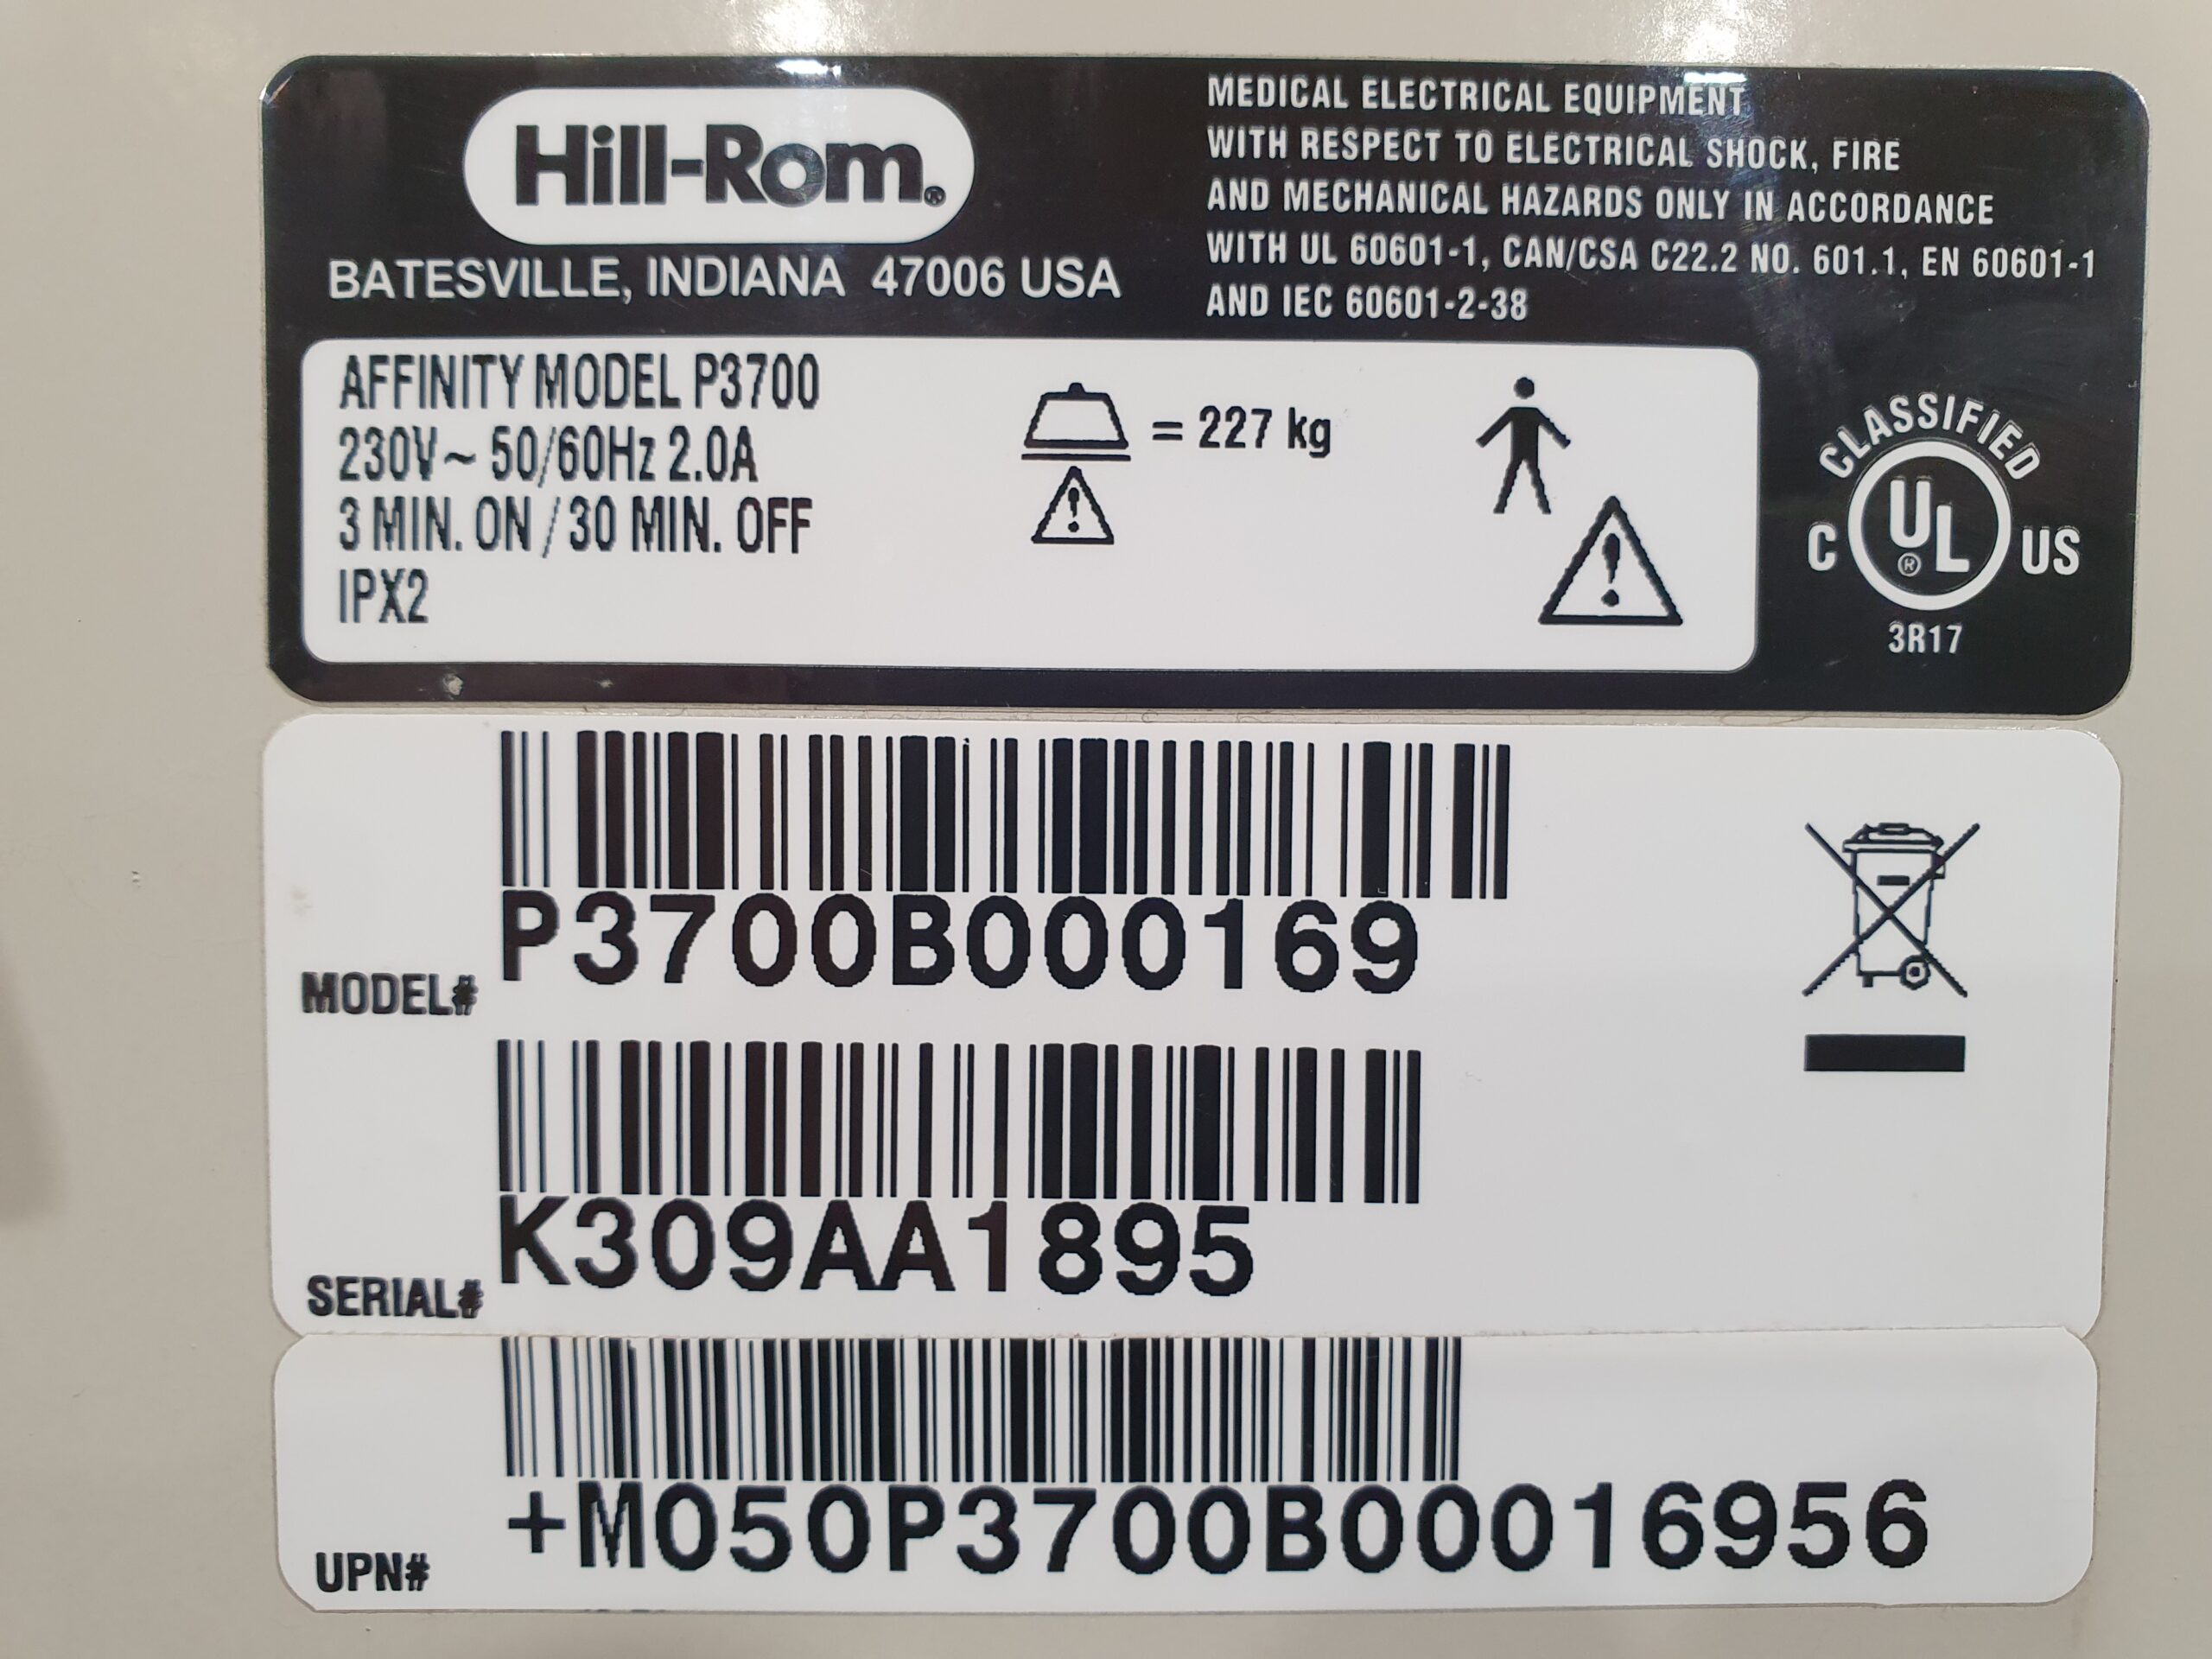 Hill-Rom®
BATESVILLE, INDIANA 47006 USA
MEDICAL ELECTRICAL EQUIPMENT
WITH RESPECT TO ELECTRICAL SHOCK, FIRE
AND MECHANICAL HAZARDS ONLY IN ACCORDANCE
WITH UL 60601-1, CAN/CSA C22.2 NO. 601.1, EN 60601-1
AND IEC 60601-2-38
AFFINITY MODEL P3700
230V~ 50/60Hz 2.0A
3 MIN. ON / 30 MIN. OFF
IPX2
= 227 kg
CLASSIFIED
C UL® US
3R17
MODEL# P3700B000169
SERIAL# K309AA1895
UPN# +M050P3700B00016956